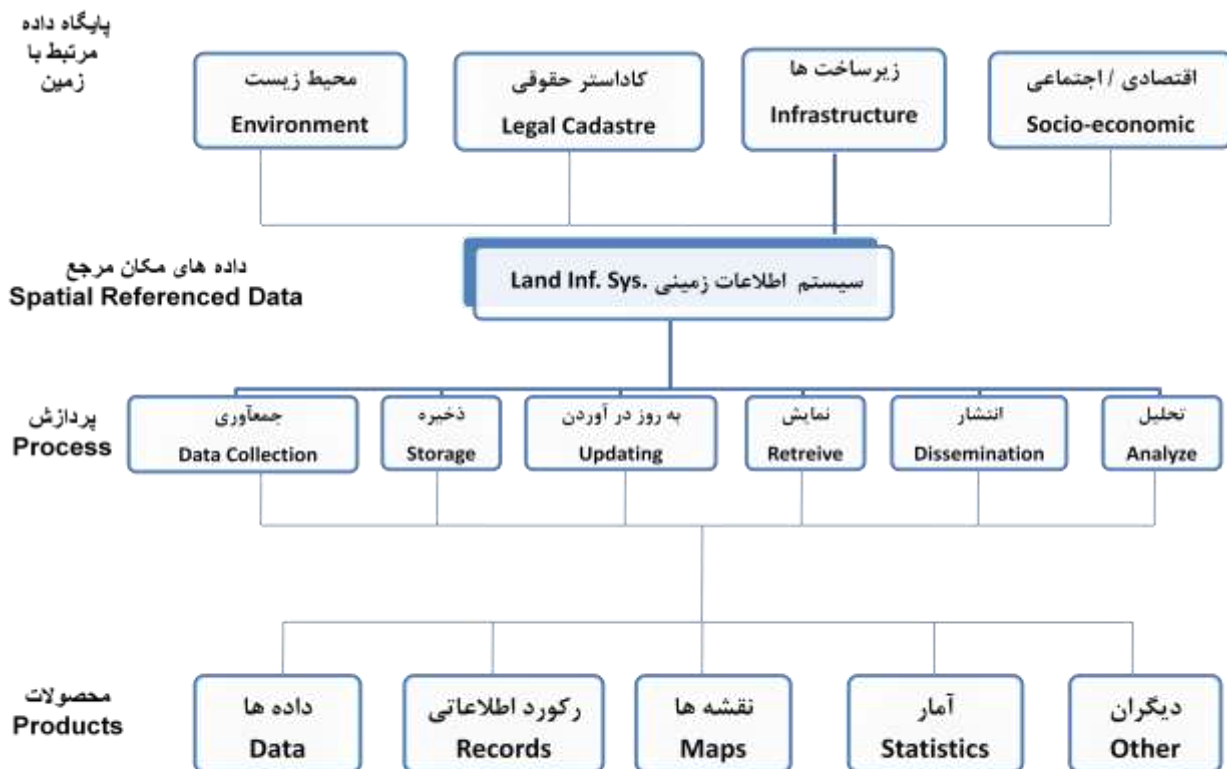 پایگاه داده
مرتبط با
زمین
محیط زیست
Environment
کاداستر حقوقی
Legal Cadastre
زیرساخت ها
Infrastructure
اقتصادی / اجتماعی
Socio-economic
داده های مکان مرجع
Spatial Referenced Data
سیستم اطلاعات زمینی Land Inf. Sys.
پردازش
Process
جمعآوری
Data Collection
ذخیره
Storage
به روز در آوردن
Updating
نمایش
Retreive
انتشار
Dissemination
تحلیل
Analyze
محصولات
Products
داده ها
Data
رکورد اطلاعاتی
Records
نقشه ها
Maps
آمار
Statistics
دیگران
Other